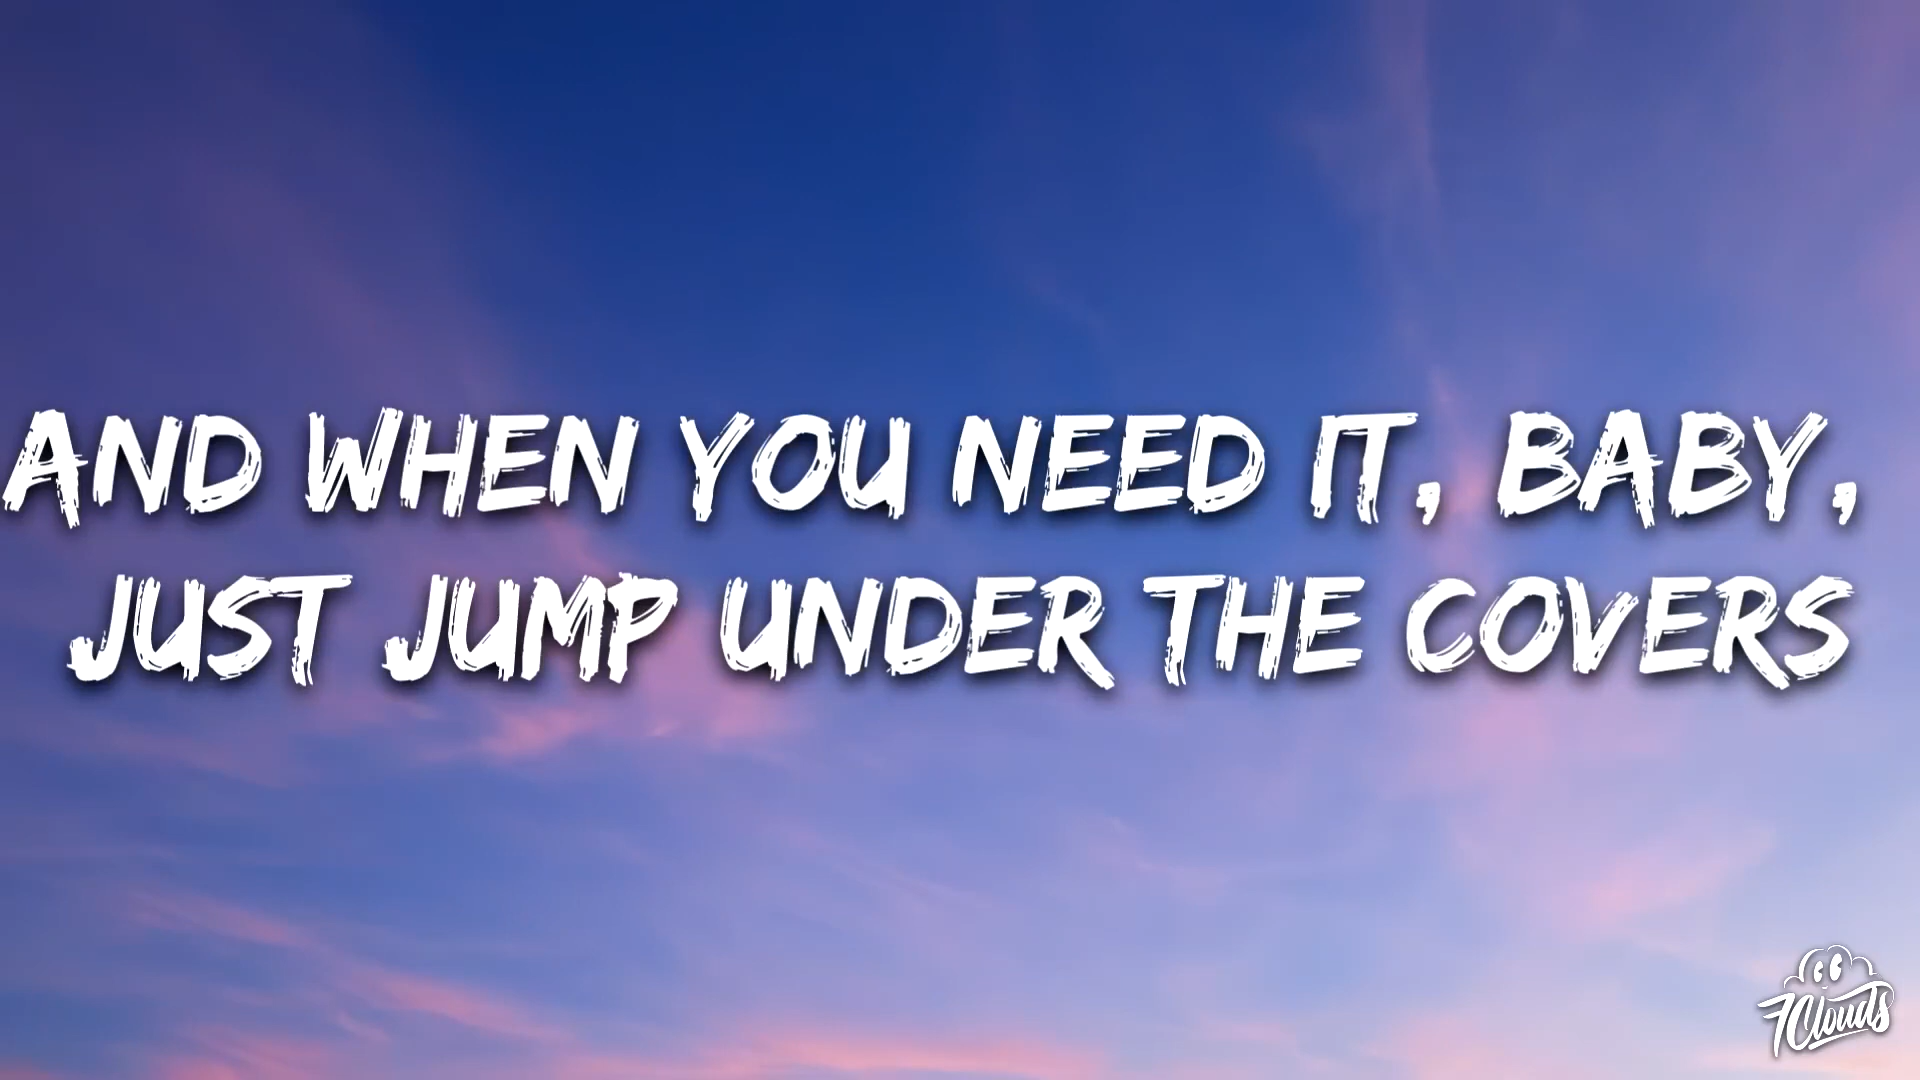 AND WHEN YOU NEED IT, BABY,
JUST JUMP UNDER THE COVERS
7Clouds